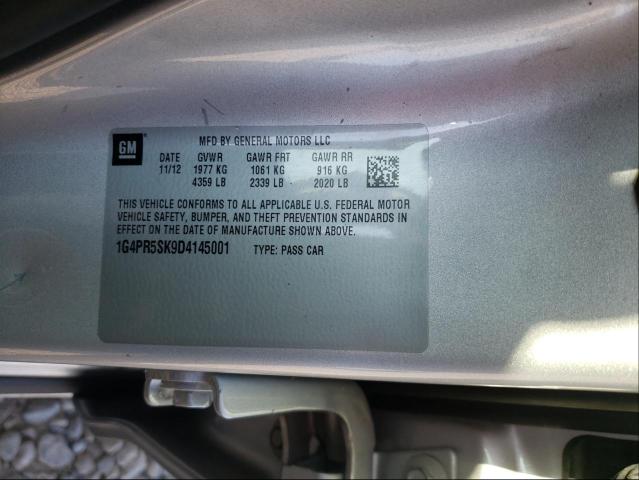 GM
MFD BY GENERAL MOTORS LLC
DATE GVWR GAWR FRT GAWR RR
11/12 1977 KG 1061 KG 916 KG
4359 LB 2339 LB 2020 LB
THIS VEHICLE CONFORMS TO ALL APPLICABLE U.S. FEDERAL MOTOR
VEHICLE SAFETY, BUMPER, AND THEFT PREVENTION STANDARDS IN
EFFECT ON THE DATE OF MANUFACTURE SHOWN ABOVE.
1G4PR5SK9D4145001 TYPE: PASS CAR